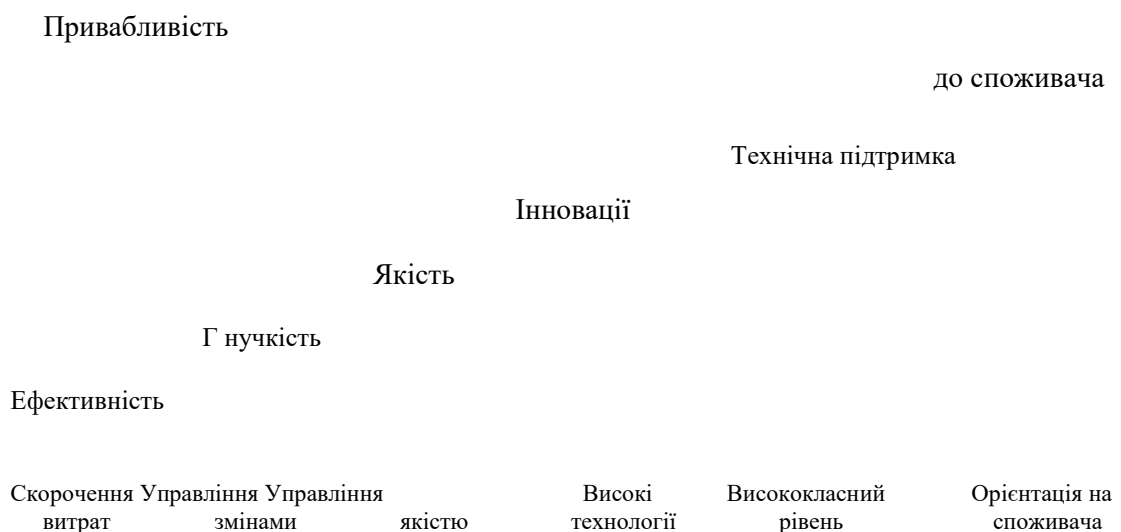 Привабливість
до споживача
Технічна підтримка
Інновації
Якість
Г нучкість
Ефективність
Скорочення Управління Управління Високі Висококласний Орієнтація на
витрат змінами якістю технології рівень споживача